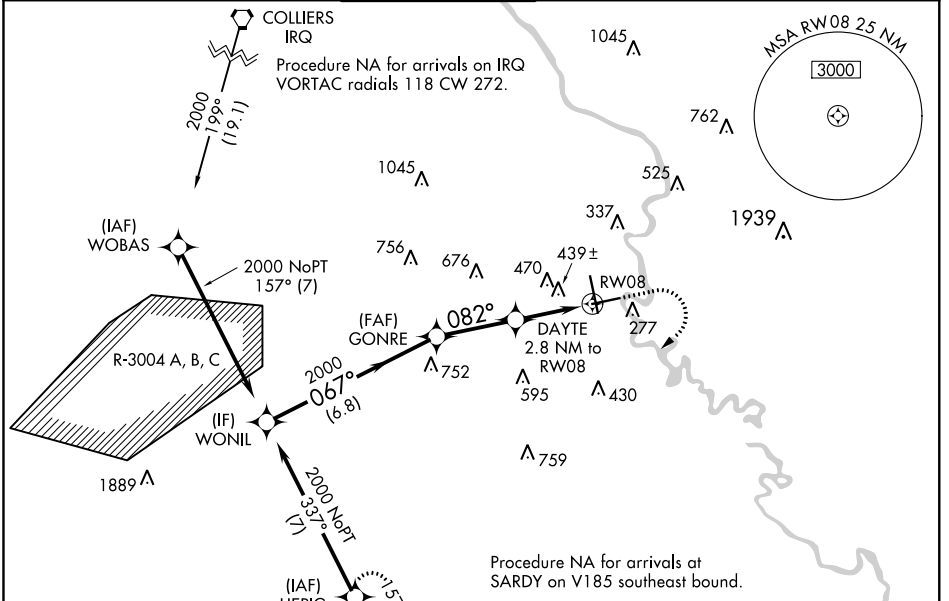 COLLIERS
IRQ
Procedure NA for arrivals on IRQ
VORTAC radials 118 CW 272.
2000
199°
(19.1)
1045
MSA RW 08 25 NM
3000
762
1045
525
337
1939
(IAF)
WOBAS
2000 NoPT
157° (7)
756
676
470
439±
RW08
R-3004 A, B, C
(FAF)
GONRE
082°
DAYTE
2.8 NM to
RW08
277
2000
067°
(6.8)
752
595
430
(IF)
WONIL
759
1889
2000 NoPT
337°
(7)
Procedure NA for arrivals at
SARDY on V185 southeast bound.
(IAF)